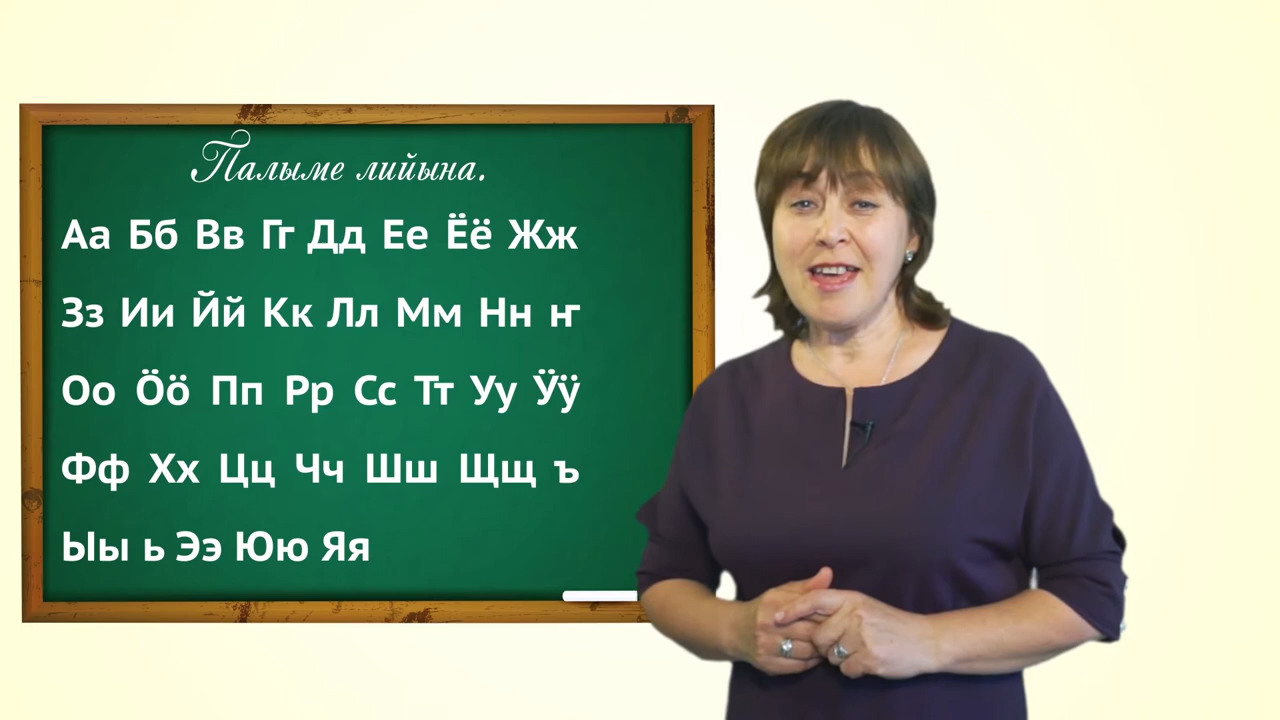 Палыме лийына.
Аа Бб Вв Гг Дд Ее Ёё Жж
Зз Ии Йй Кк Лл Мм Нн ҥ
Оо Ӧӧ Пп Рр Сс Тт Уу Ӱӱ
Фф Хх Цц Чч Шш Щщ ъ
Ыы ь Ээ Юю Яя